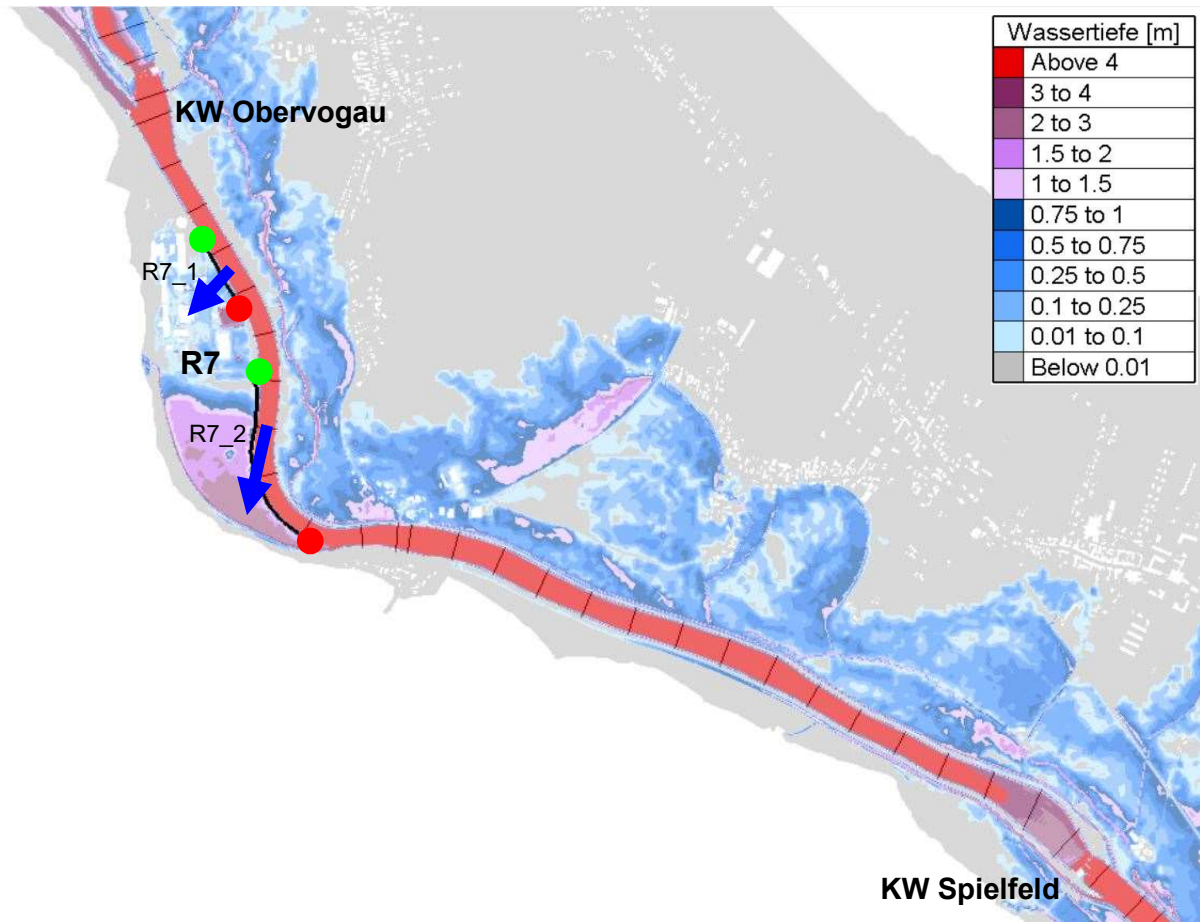 Wassertiefe [m]
Above 4
3 to 4
2 to 3
1.5 to 2
1 to 1.5
0.75 to 1
0.5 to 0.75
0.25 to 0.5
0.1 to 0.25
0.01 to 0.1
Below 0.01
KW Obervogau
R7_1
R7
R7_2
KW Spielfeld